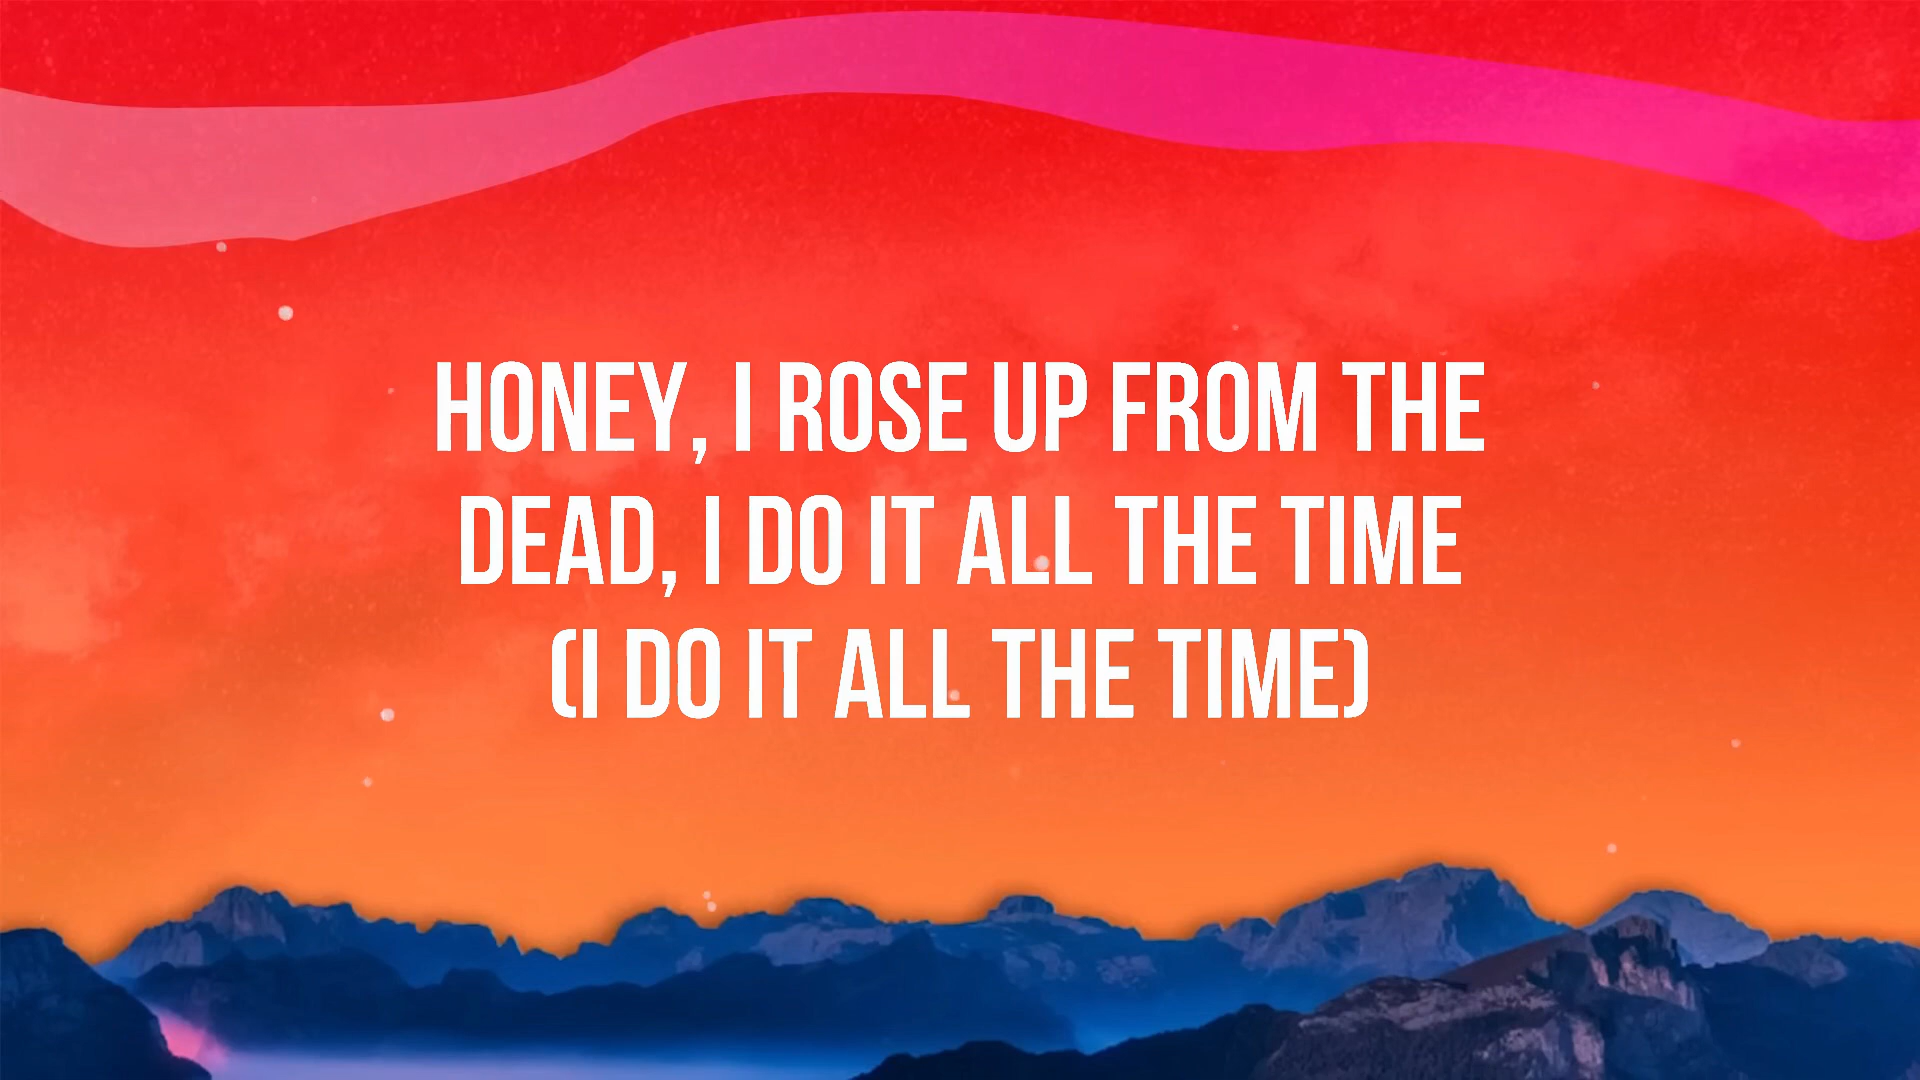 HONEY, I ROSE UP FROM THE
DEAD, I DO IT ALL THE TIME
(I DO IT ALL THE TIME)